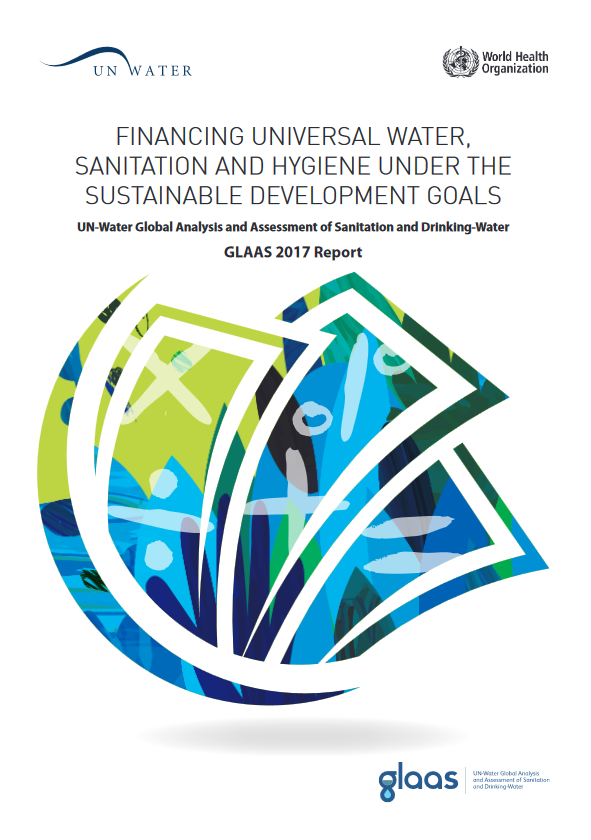 UN WATER
World Health
Organization
FINANCING UNIVERSAL WATER,
SANITATION AND HYGIENE UNDER THE
SUSTAINABLE DEVELOPMENT GOALS
UN-Water Global Analysis and Assessment of Sanitation and Drinking-Water
GLAAS 2017 Report
glaas
UN-Water Global Analysis
and Assessment of Sanitation
and Drinking-Water